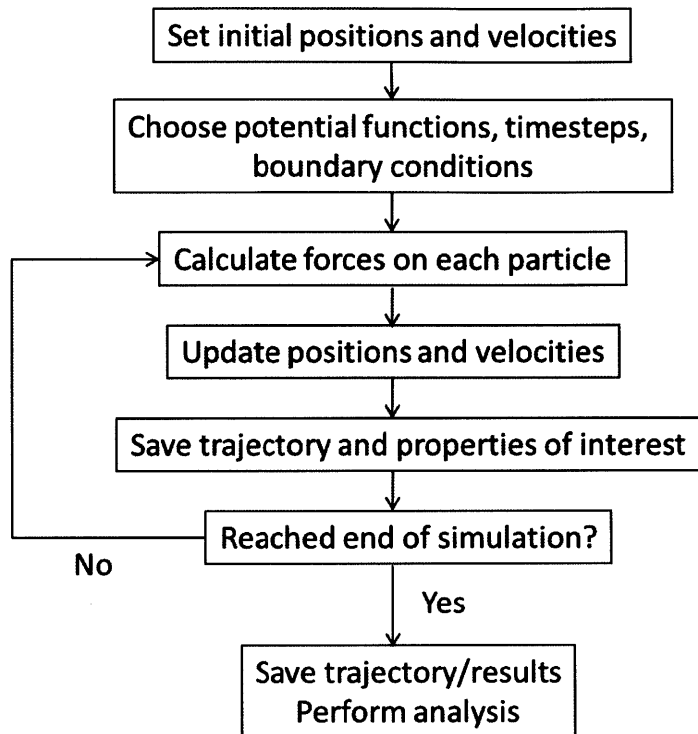 Set initial positions and velocities
Choose potential functions, timesteps,
boundary conditions
Calculate forces on each particle
Update positions and velocities
Save trajectory and properties of interest
Reached end of simulation?
No
Yes
Save trajectory/results
Perform analysis